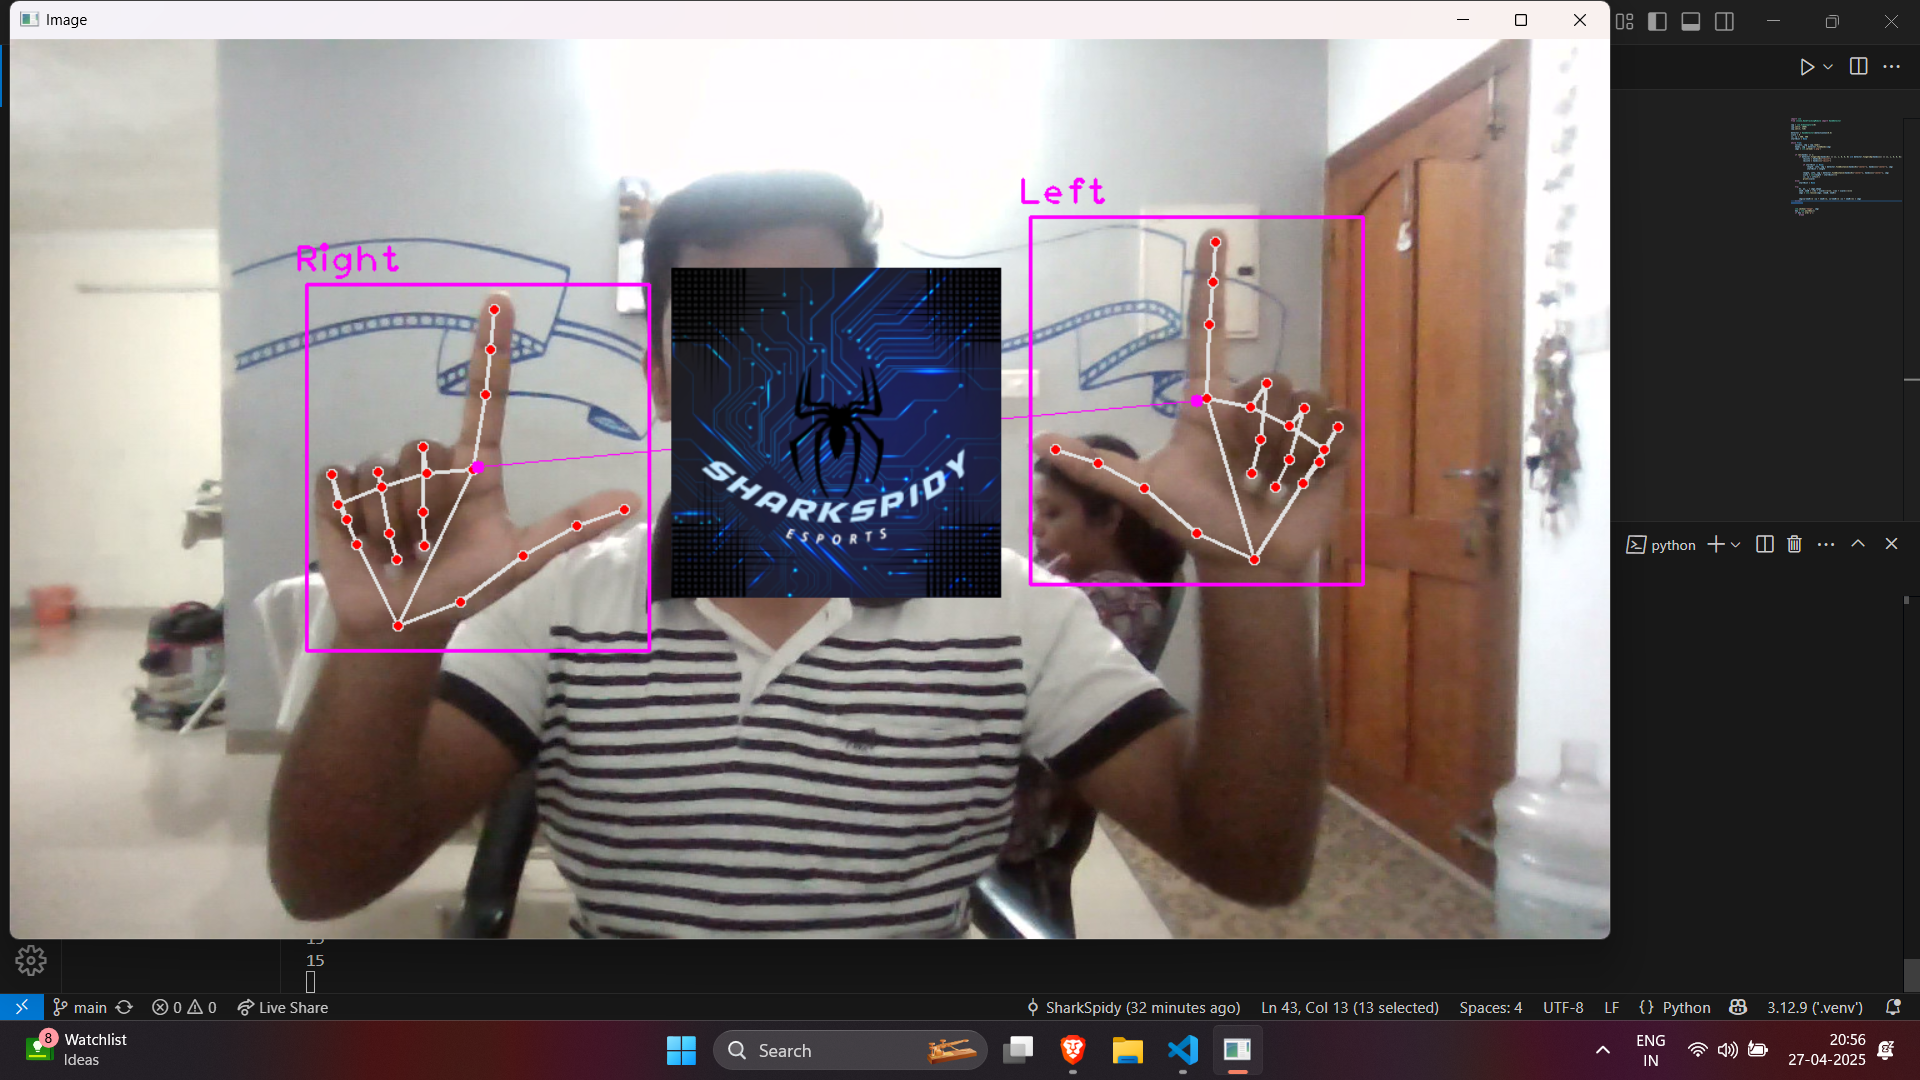 Image
Right
Left
SHARKSPIDY
ESPORTS
python
15
15
main
0
0
Live Share
SharkSpidy (32 minutes ago)
Ln 43, Col 13 (13 selected)
Spaces: 4
UTF-8
LF
{} Python
3.12.9 ('.venv')
8
Watchlist
Ideas
Search
ENG
IN
20:56
27-04-2025